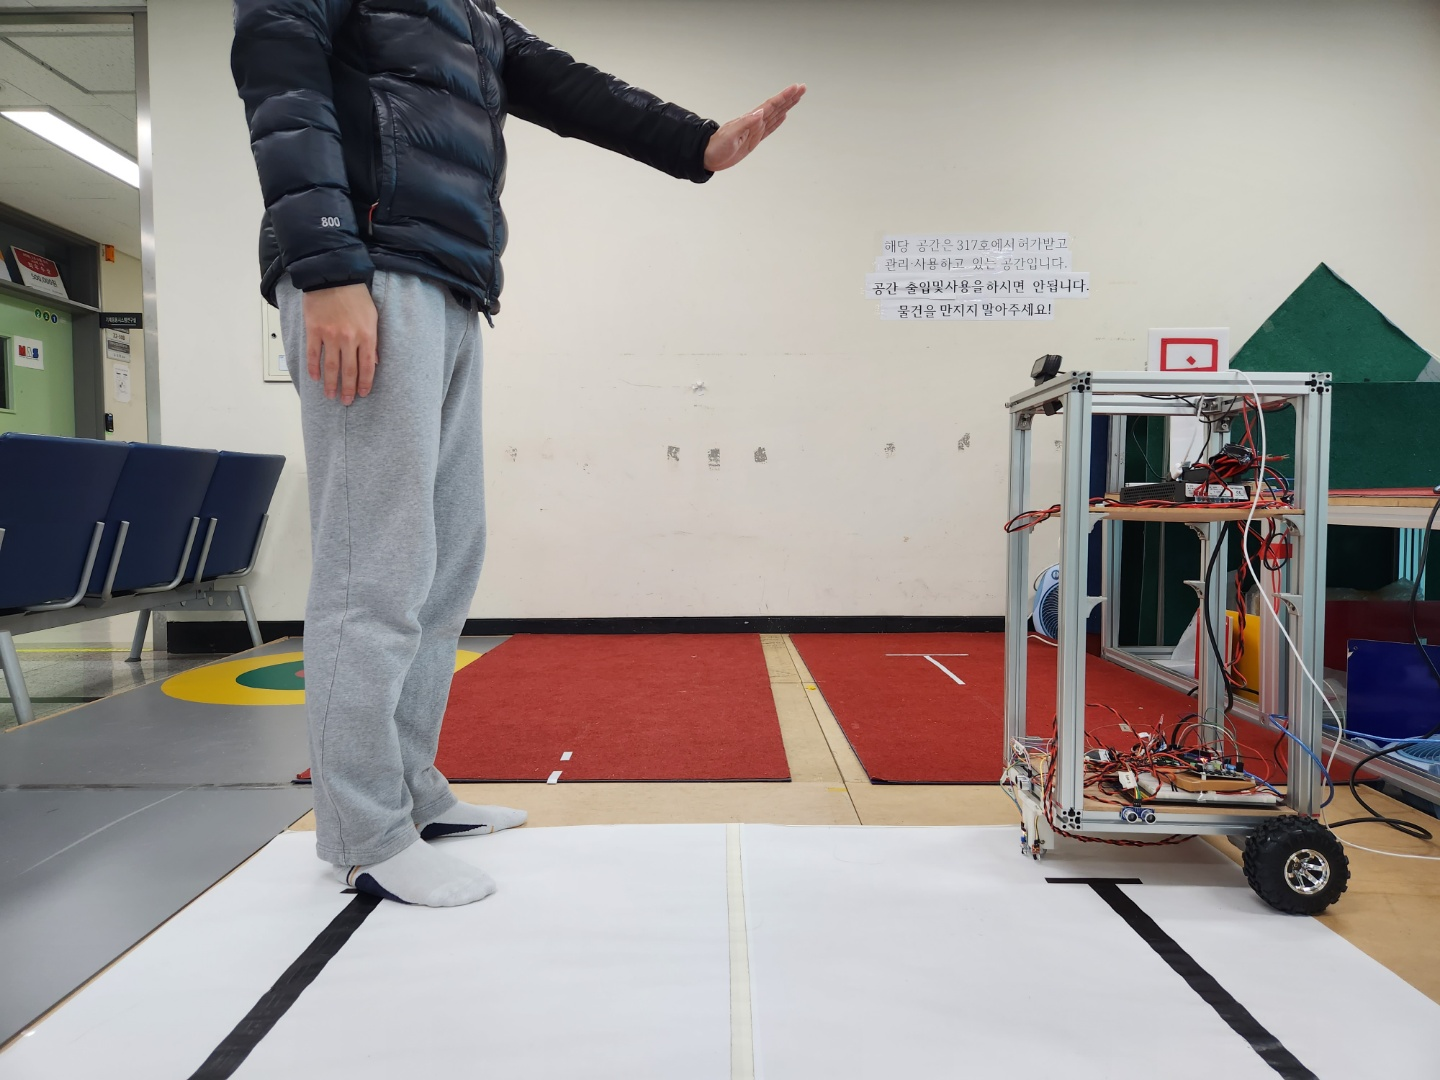 해당 공간은 317호에서 허가받고
관리·사용하고 있는 공간입니다.
공간 출입및사용을 하시면 안됩니다.
물건을 만지지 말아주세요!
800